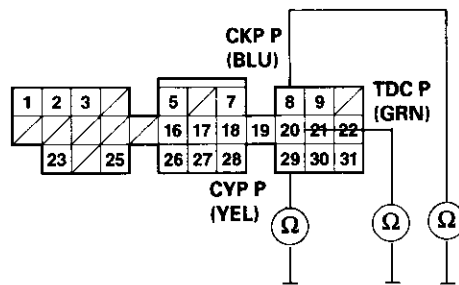 CKP P
(BLU)
TDC P
(GRN)
1 2 3 5 7 8 9
16 17 18 19 20 21 22
23 25 26 27 28 29 30 31
CYP P
(YEL)
Ω Ω Ω